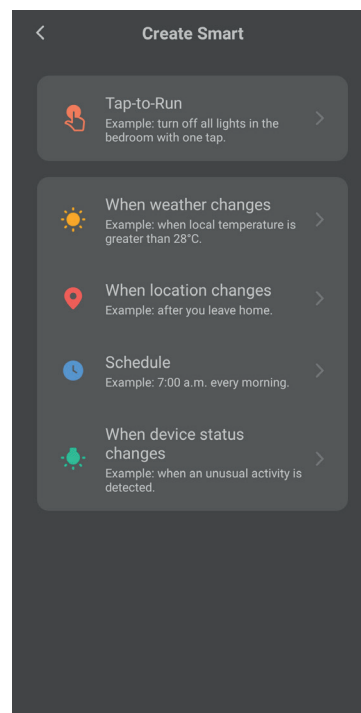 Create Smart
Tap-to-Run
Example: turn off all lights in the
bedroom with one tap.
When weather changes
Example: when local temperature is
greater than 28°C.
When location changes
Example: after you leave home.
Schedule
Example: 7:00 a.m. every morning.
When device status
changes
Example: when an unusual activity is
detected.